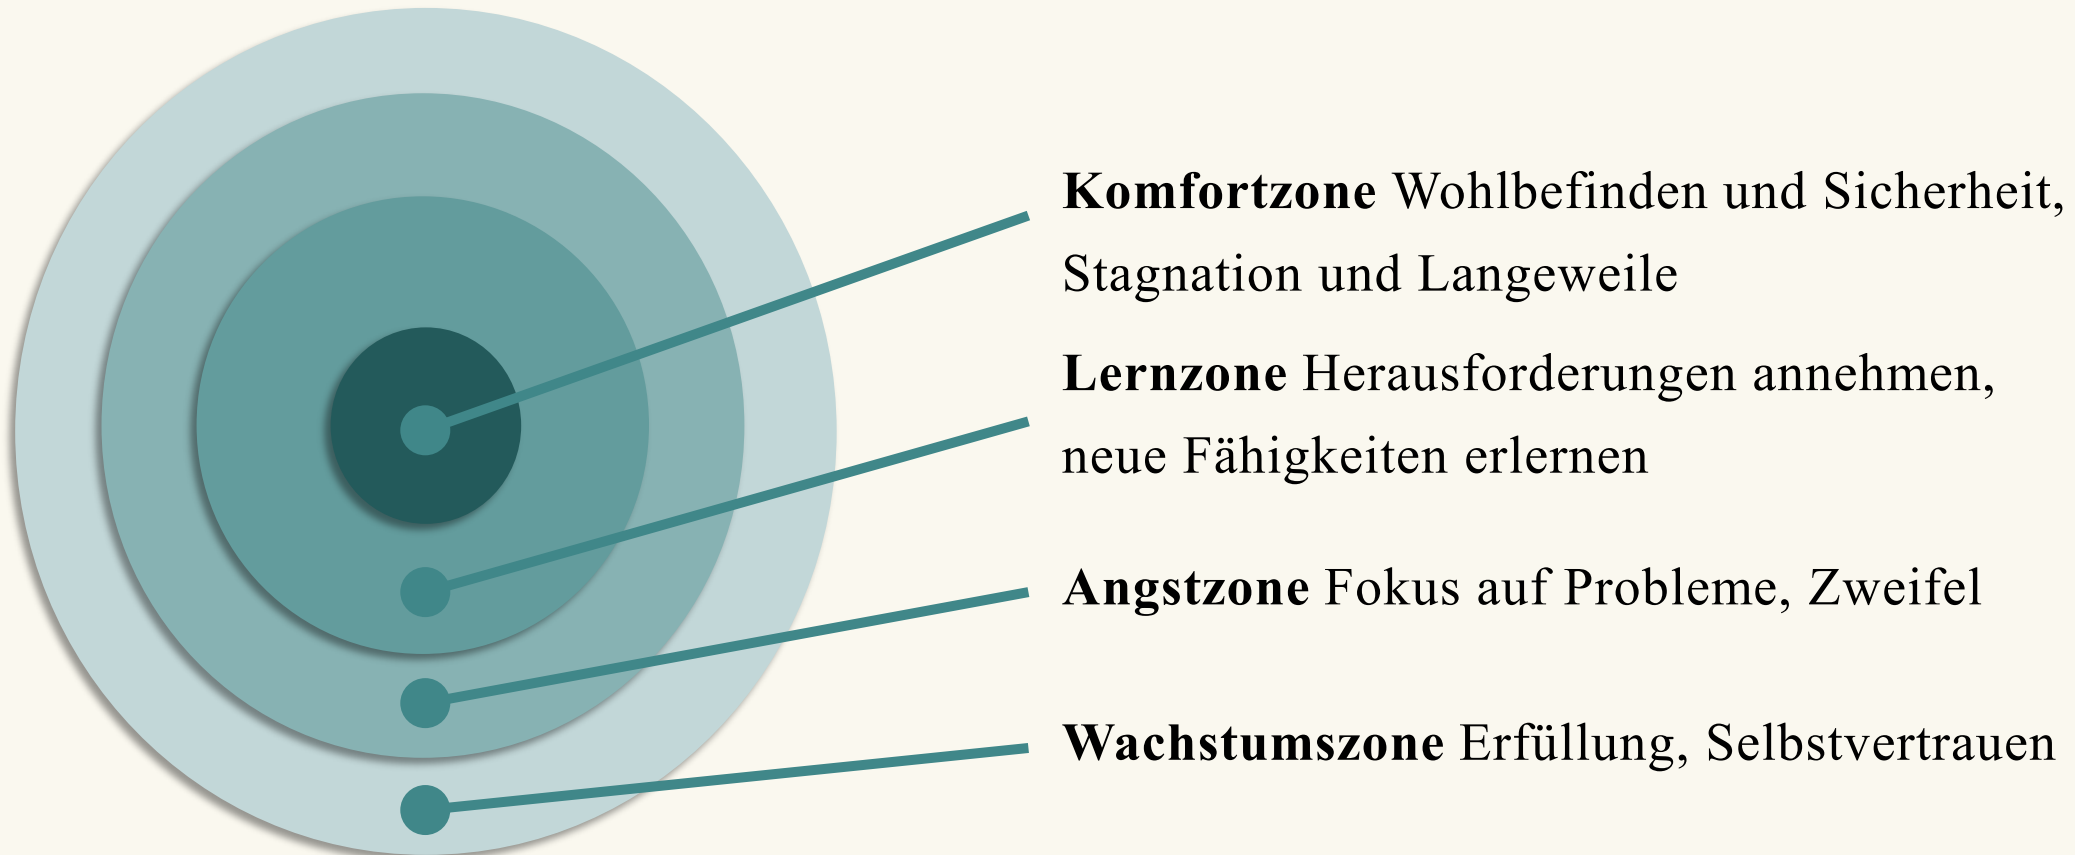 Komfortzone Wohlbefinden und Sicherheit,
Stagnation und Langeweile
Lernzone Herausforderungen annehmen,
neue Fähigkeiten erlernen
Angstzone Fokus auf Probleme, Zweifel
Wachstumszone Erfüllung, Selbstvertrauen